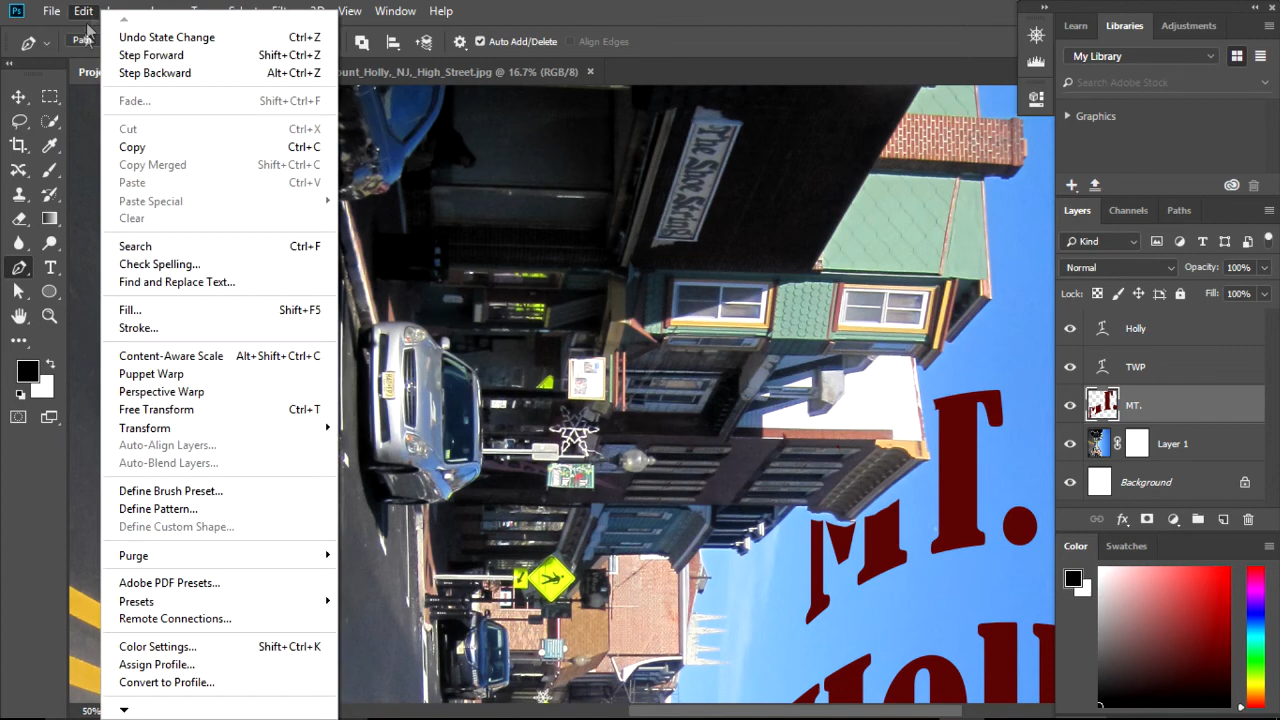 Ps File Edit View Window Help
Auto Add/Delete Align Edges
ount_Holly,_NJ,_High_Street.jpg @ 16.7% (RGB/8) ×
Undo State Change Ctrl+Z
Step Forward Shift+Ctrl+Z
Step Backward Alt+Ctrl+Z
Fade... Shift+Ctrl+F
Cut Ctrl+X
Copy Ctrl+C
Copy Merged Shift+Ctrl+C
Paste Ctrl+V
Paste Special
Clear
Search Ctrl+F
Check Spelling...
Find and Replace Text...
Fill... Shift+F5
Stroke...
Content-Aware Scale Alt+Shift+Ctrl+C
Puppet Warp
Perspective Warp
Free Transform Ctrl+T
Transform
Auto-Align Layers...
Auto-Blend Layers...
Define Brush Preset...
Define Pattern...
Define Custom Shape...
Purge
Adobe PDF Presets...
Presets
Remote Connections...
Color Settings... Shift+Ctrl+K
Assign Profile...
Convert to Profile...
50%
MT.
Learn Libraries Adjustments
My Library
Search Adobe Stock
Graphics
Layers Channels Paths
Kind
Normal Opacity: 100%
Lock: Fill: 100%
Holly
TWP
MT.
Layer 1
Background
Color Swatches